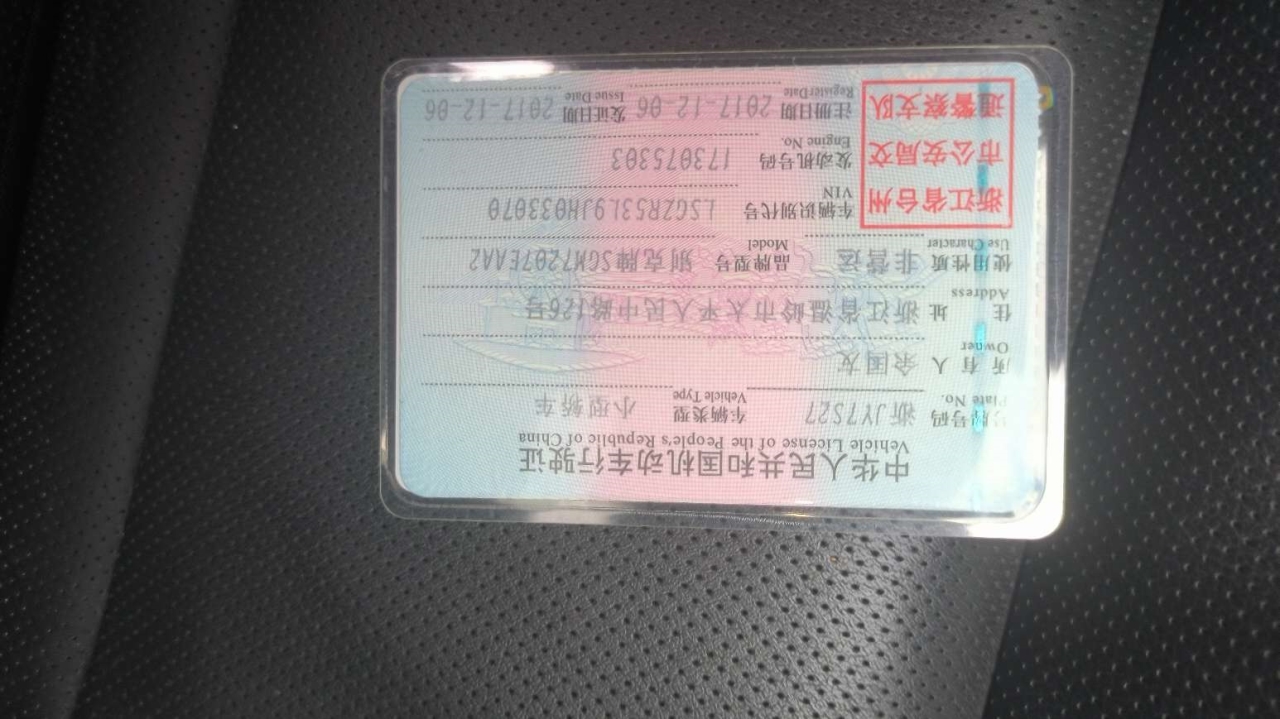 中华人民共和国机动车行驶证
Vehicle License of the People's Republic of China
号牌号码 浙JY7S27 车辆类型 小型轿车
Plate No. Vehicle Type
所有人 余国友
Owner
住址 浙江省温岭市太平人民中路126号
Address
使用性质 非营运 品牌型号 别克牌SGM7207EAA2
Use Character Model
浙江省台州
市公安局交
通警察支队
车辆识别代号 LSGZR53L9JH033070
VIN
发动机号码 173075303
Engine No.
注册日期 2017-12-06 发证日期 2017-12-06
Register Date Issue Date